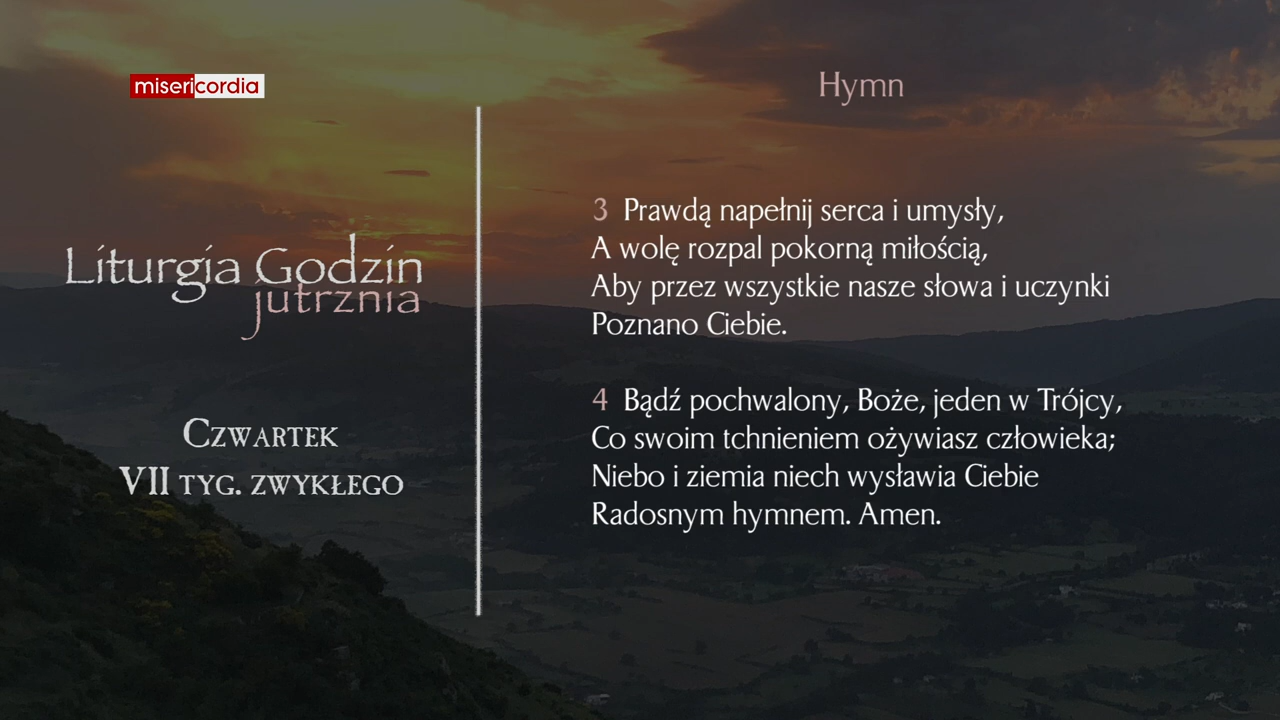 misericordia
Liturgia Godzin
jutrznia
Czwartek
VII tyg. zwykłego
Hymn
3 Prawdą napełnij serca i umysły,
A wolę rozpal pokorną miłością,
Aby przez wszystkie nasze słowa i uczynki
Poznano Ciebie.
4 Bądź pochwalony, Boże, jeden w Trójcy,
Co swoim tchnieniem ożywiasz człowieka;
Niebo i ziemia niech wysławia Ciebie
Radosnym hymnem. Amen.